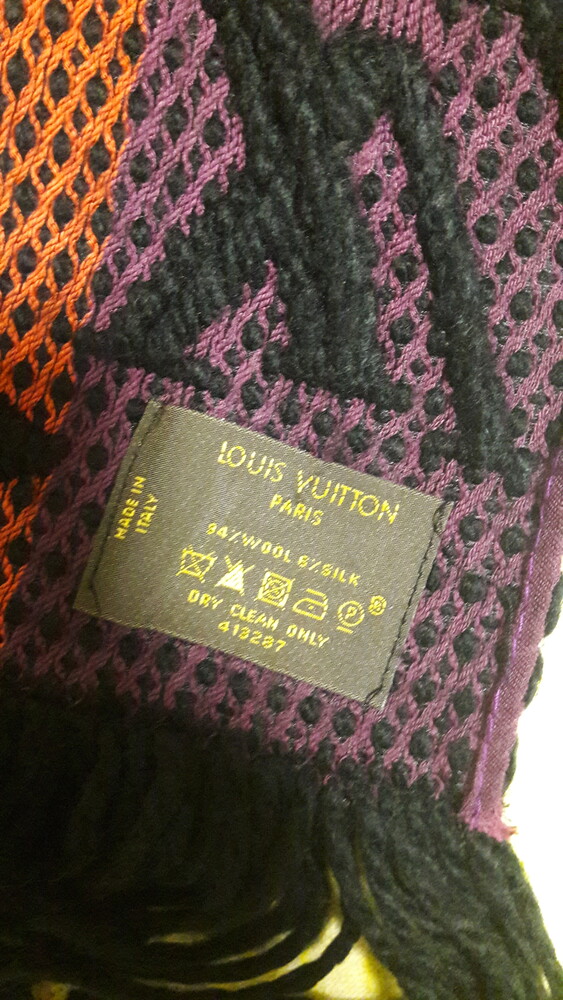 LOUIS VUITTON
PARIS
MADE IN
ITALY
94%WOOL 6%SILK
P
DRY CLEAN ONLY
413287